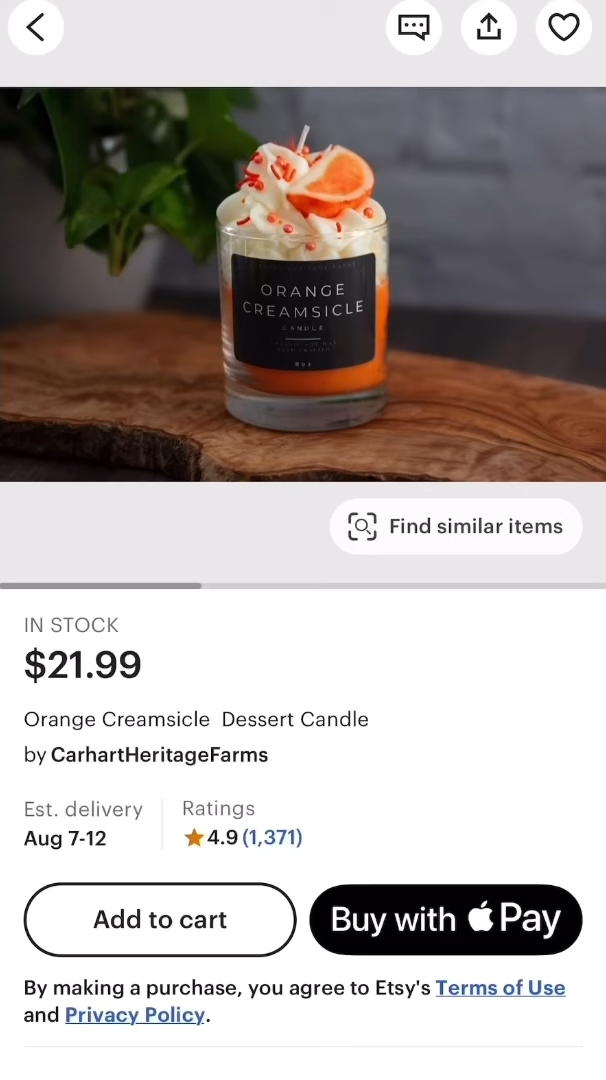 ORANGE
CREAMSICLE
CANDLE
Find similar items
IN STOCK
$21.99
Orange Creamsicle Dessert Candle
by CarhartHeritageFarms
Est. delivery
Ratings
Aug 7-12
4.9 (1,371)
Add to cart
Buy with Pay
By making a purchase, you agree to Etsy's Terms of Use
and Privacy Policy.